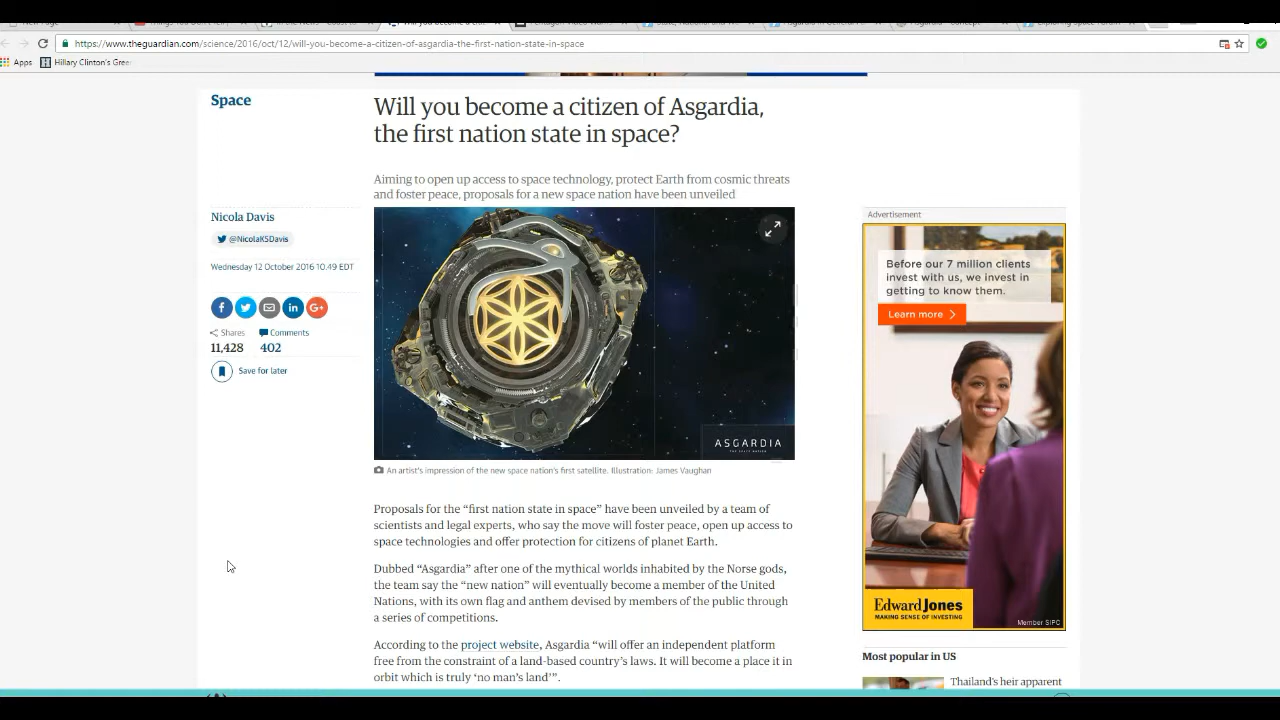 https://www.theguardian.com/science/2016/oct/12/will-you-become-a-citizen-of-asgardia-the-first-nation-state-in-space
Apps
Hillary Clinton's Gree
Space
Will you become a citizen of Asgardia,
the first nation state in space?
Aiming to open up access to space technology, protect Earth from cosmic threats
and foster peace, proposals for a new space nation have been unveiled
Nicola Davis
@NicolaKSDavis
Wednesday 12 October 2016 10.49 EDT
Shares
Comments
11,428
402
Save for later
ASGARDIA
THE SPACE NATION
An artist's impression of the new space nation's first satellite. Illustration: James Vaughan
Proposals for the “first nation state in space” have been unveiled by a team of
scientists and legal experts, who say the move will foster peace, open up access to
space technologies and offer protection for citizens of planet Earth.
Dubbed “Asgardia” after one of the mythical worlds inhabited by the Norse gods,
the team say the “new nation” will eventually become a member of the United
Nations, with its own flag and anthem devised by members of the public through
a series of competitions.
According to the project website, Asgardia “will offer an independent platform
free from the constraint of a land-based country’s laws. It will become a place it in
orbit which is truly ‘no man’s land’”.
Advertisement
Before our 7 million clients
invest with us, we invest in
getting to know them.
Learn more
Edward Jones
MAKING SENSE OF INVESTING
Member SIPC
Most popular in US
Thailand’s heir apparent